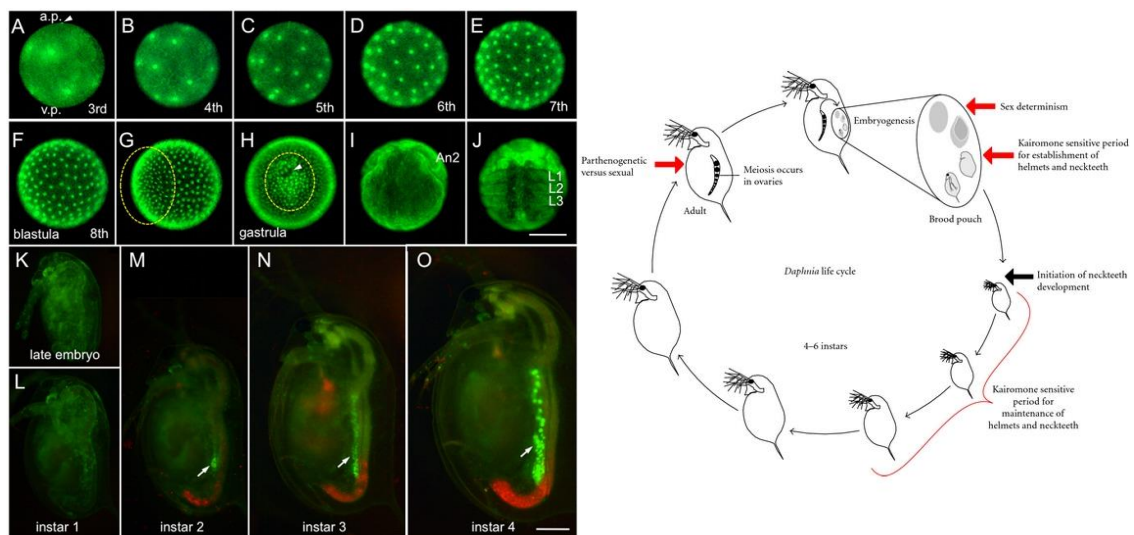 A
a.p.
v.p.
3rd
B
4th
C
5th
D
6th
E
7th
F
blastula
8th
G
H
gastrula
I
An2
J
L1
L2
L3
K
late embryo
L
instar 1
M
instar 2
N
instar 3
O
instar 4
Embryogenesis
Sex determinism
Kairomone sensitive period
for establishment of
helmets and neckteeth
Brood pouch
Parthenogenetic
versus sexual
Meiosis occurs
in ovaries
Adult
Daphnia life cycle
Initiation of neckteeth
development
4–6 instars
Kairomone sensitive
period for
maintenance of
helmets and neckteeth